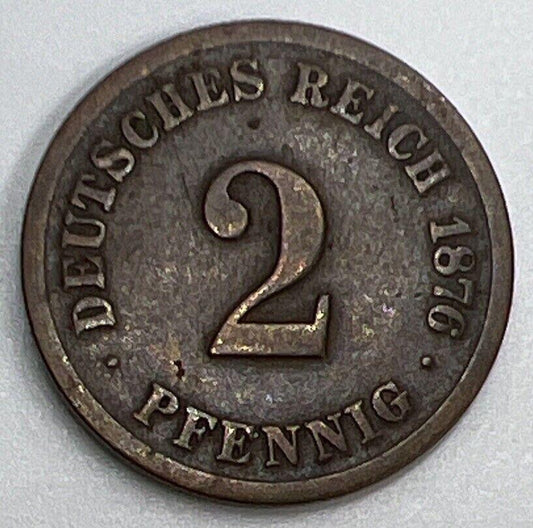 DEUTSCHES REICH 1876
2
· PFENNIG ·